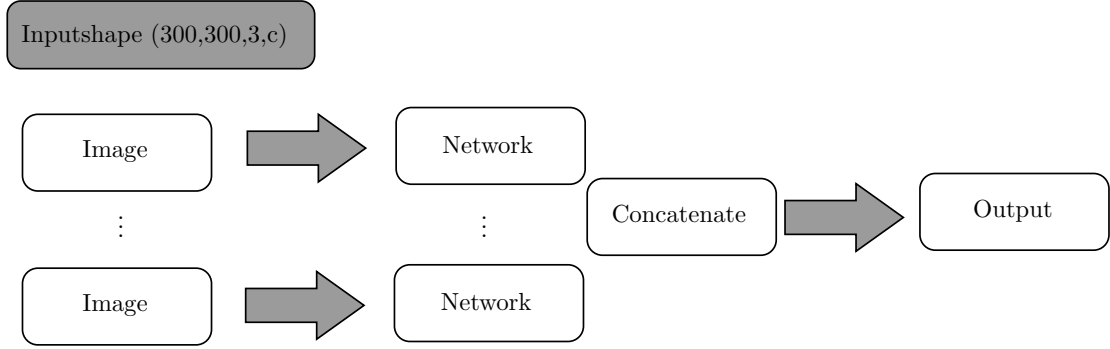 Inputshape (300,300,3,c)
Image
Network
Concatenate
Output
⋮
⋮
Image
Network